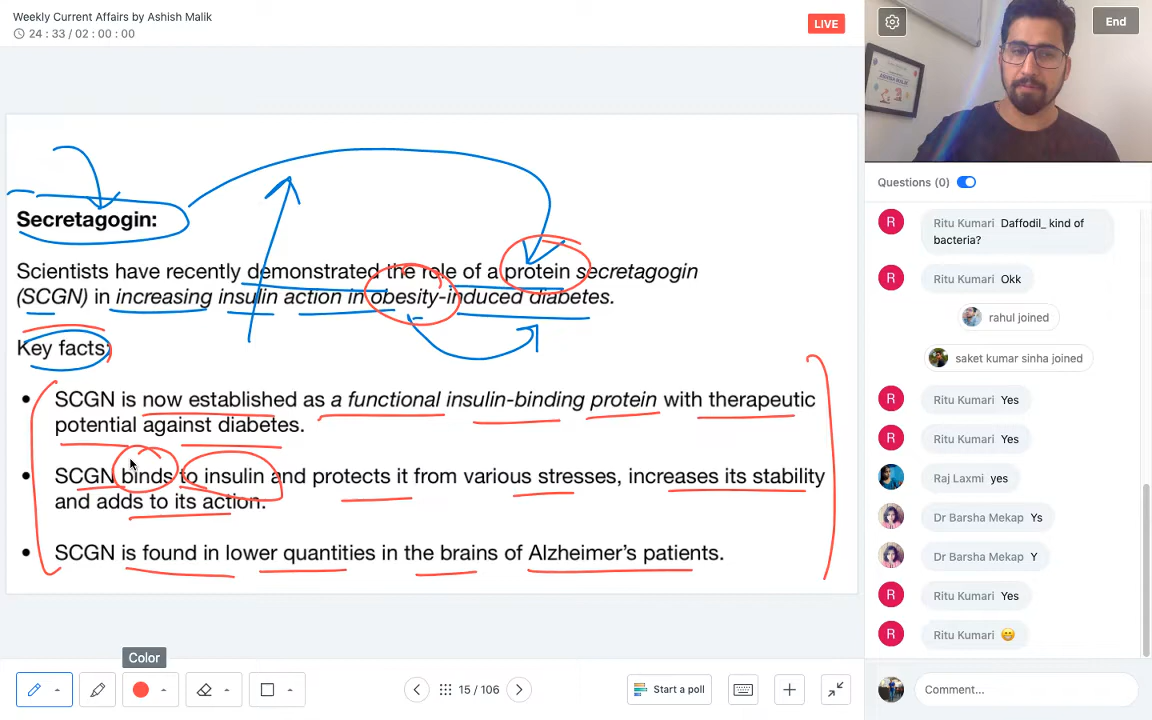 Weekly Current Affairs by Ashish Malik
24 : 33 / 02 : 00 : 00
LIVE
End
Secretagogin:
Scientists have recently demonstrated the role of a protein secretagogin
(SCGN) in increasing insulin action in obesity-induced diabetes.
Key facts:
• SCGN is now established as a functional insulin-binding protein with therapeutic
potential against diabetes.
• SCGN binds to insulin and protects it from various stresses, increases its stability
and adds to its action.
• SCGN is found in lower quantities in the brains of Alzheimer's patients.
Color
15 / 106
Start a poll
Questions (0)
R Ritu Kumari Daffodil_ kind of
bacteria?
R Ritu Kumari Okk
rahul joined
saket kumar sinha joined
R Ritu Kumari Yes
R Ritu Kumari Yes
Raj Laxmi yes
Dr Barsha Mekap Ys
Dr Barsha Mekap Y
R Ritu Kumari Yes
R Ritu Kumari 😁
Comment...